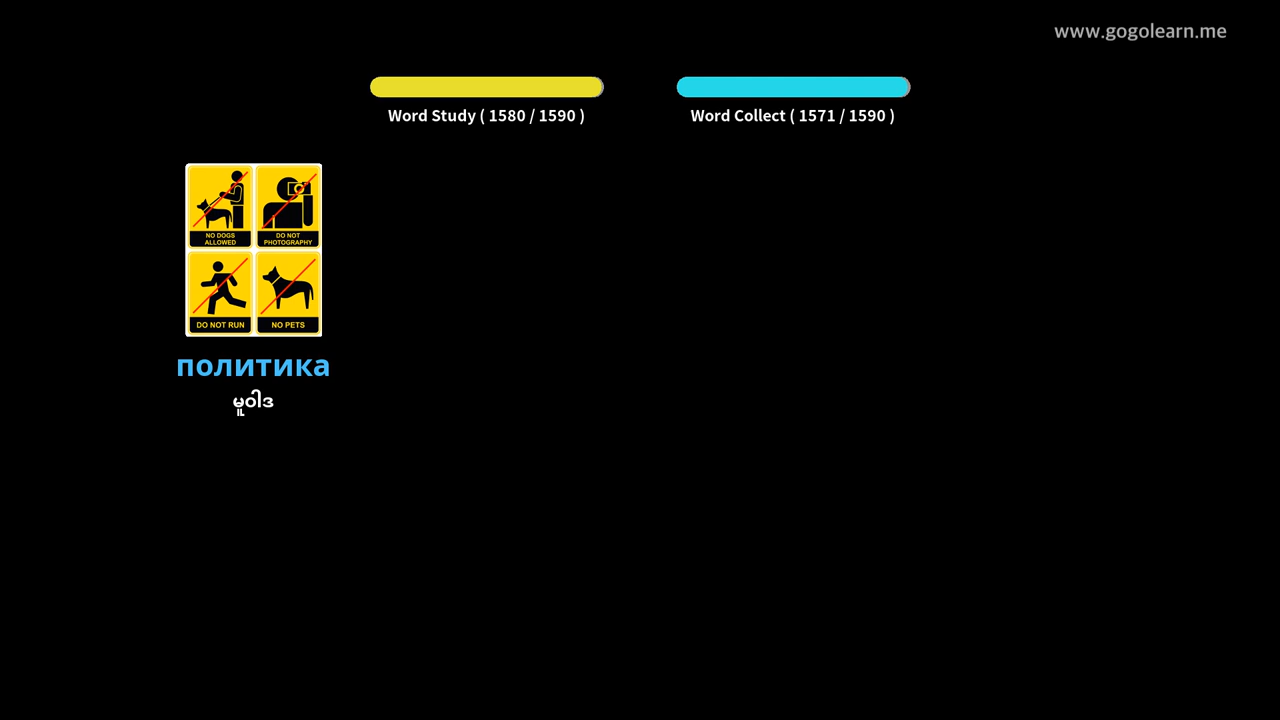 www.gogolearn.me
Word Study ( 1580 / 1590 )
Word Collect ( 1571 / 1590 )
NO DOGS
ALLOWED
DO NOT
PHOTOGRAPHY
DO NOT RUN
NO PETS
политика
မူဝါဒ